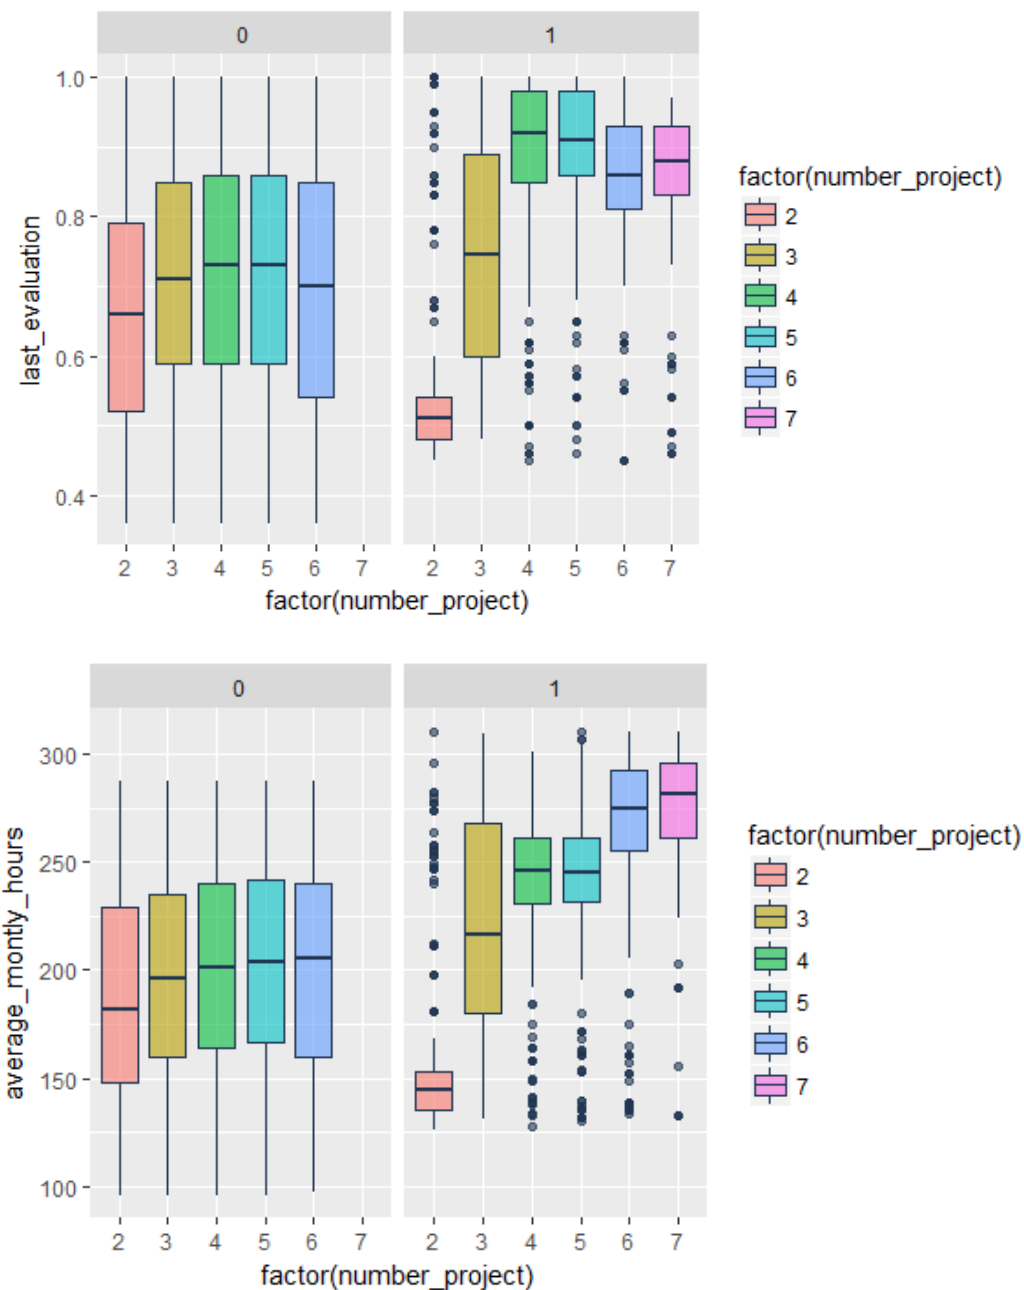 0 1
1.0
0.8
0.6
0.4
last_evaluation
2 3 4 5 6 7 2 3 4 5 6 7
factor(number_project)
factor(number_project)
2
3
4
5
6
7
0 1
300
250
200
150
100
average_montly_hours
2 3 4 5 6 7 2 3 4 5 6 7
factor(number_project)
factor(number_project)
2
3
4
5
6
7